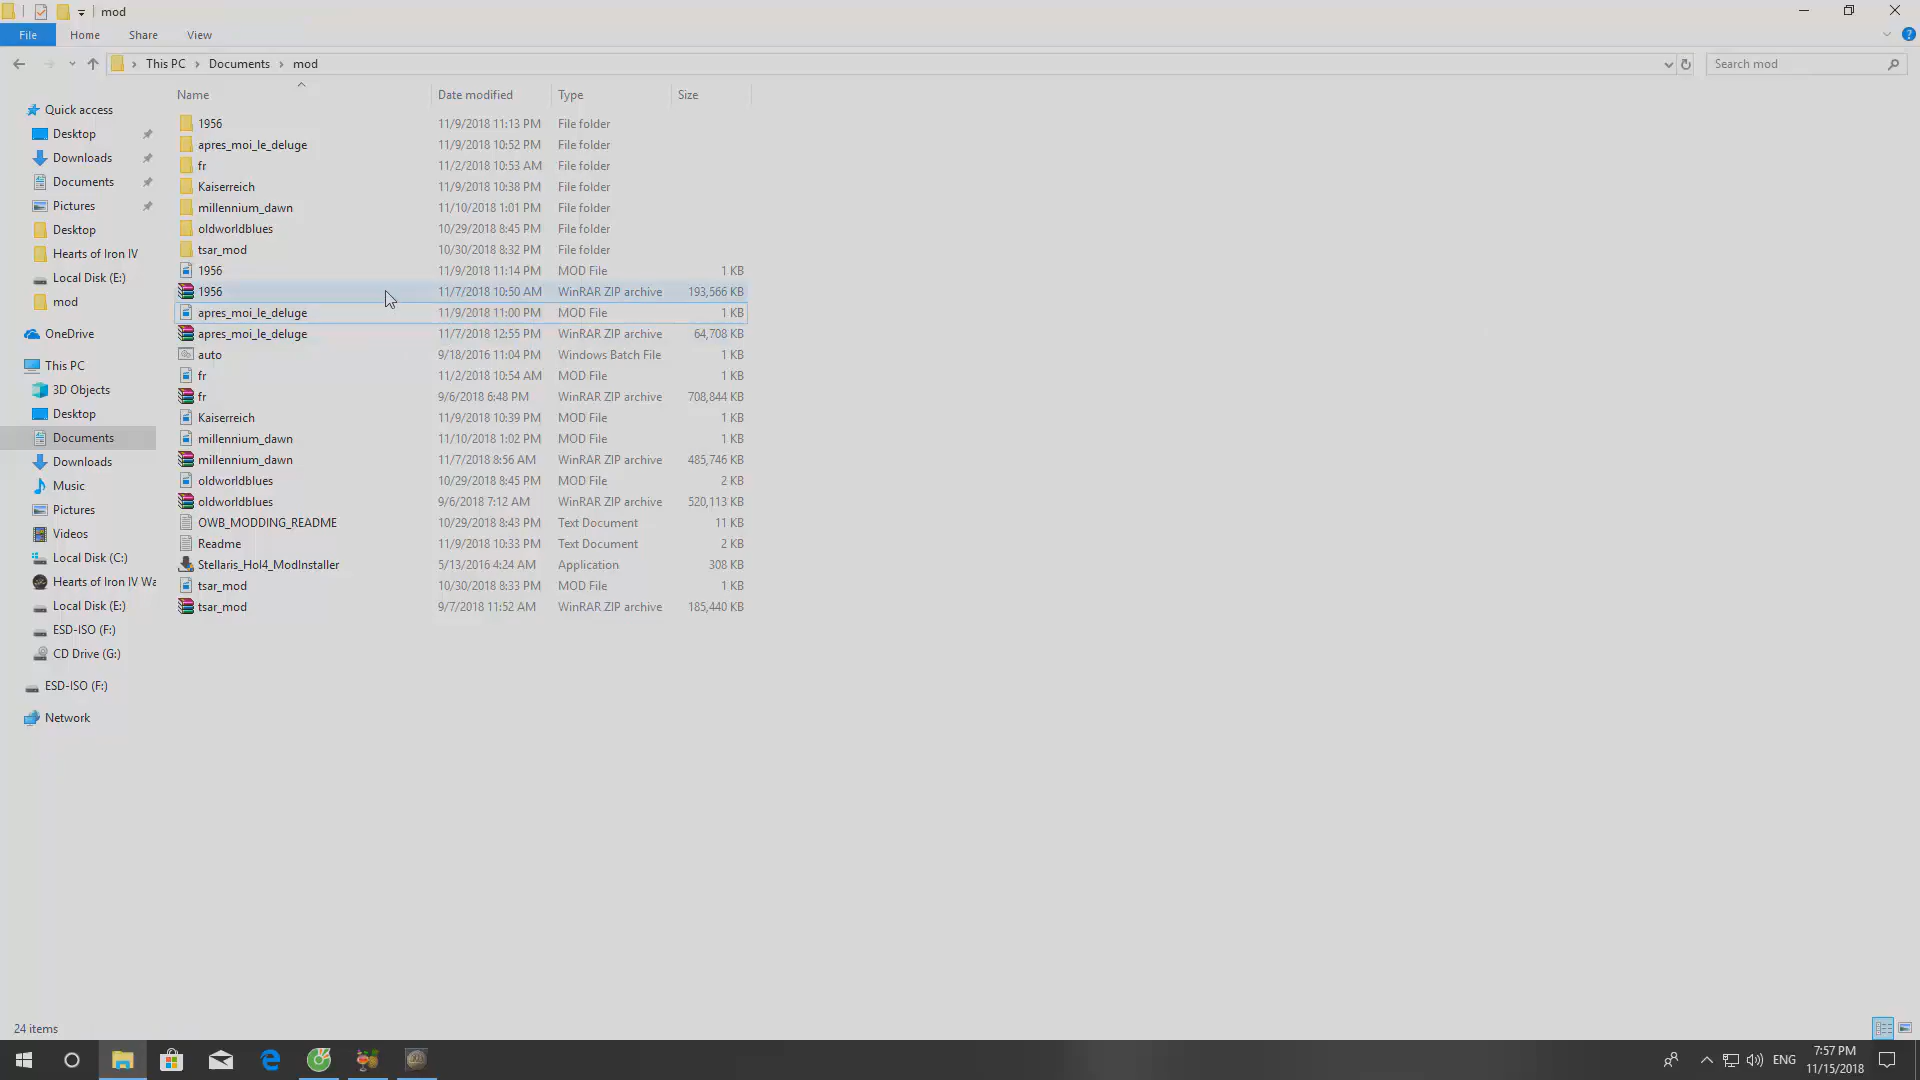 mod
File Home Share View
This PC > Documents > mod
Search mod
Name Date modified Type Size
Quick access
Desktop
Downloads
Documents
Pictures
Desktop
Hearts of Iron IV
Local Disk (E:)
mod
OneDrive
This PC
3D Objects
Desktop
Documents
Downloads
Music
Pictures
Videos
Local Disk (C:)
Hearts of Iron IV Wa
Local Disk (E:)
ESD-ISO (F:)
CD Drive (G:)
ESD-ISO (F:)
Network
1956 11/9/2018 11:13 PM File folder
apres_moi_le_deluge 11/9/2018 10:52 PM File folder
fr 11/2/2018 10:53 AM File folder
Kaiserreich 11/9/2018 10:38 PM File folder
millennium_dawn 11/10/2018 1:01 PM File folder
oldworldblues 10/29/2018 8:45 PM File folder
tsar_mod 10/30/2018 8:32 PM File folder
1956 11/9/2018 11:14 PM MOD File 1 KB
1956 11/7/2018 10:50 AM WinRAR ZIP archive 193,566 KB
apres_moi_le_deluge 11/9/2018 11:00 PM MOD File 1 KB
apres_moi_le_deluge 11/7/2018 12:55 PM WinRAR ZIP archive 64,708 KB
auto 9/18/2016 11:04 PM Windows Batch File 1 KB
fr 11/2/2018 10:54 AM MOD File 1 KB
fr 9/6/2018 6:48 PM WinRAR ZIP archive 708,844 KB
Kaiserreich 11/9/2018 10:39 PM MOD File 1 KB
millennium_dawn 11/10/2018 1:02 PM MOD File 1 KB
millennium_dawn 11/7/2018 8:56 AM WinRAR ZIP archive 485,746 KB
oldworldblues 10/29/2018 8:45 PM MOD File 2 KB
oldworldblues 9/6/2018 7:12 AM WinRAR ZIP archive 520,113 KB
OWB_MODDING_README 10/29/2018 8:43 PM Text Document 11 KB
Readme 11/9/2018 10:33 PM Text Document 2 KB
Stellaris_HoI4_ModInstaller 5/13/2016 4:24 AM Application 308 KB
tsar_mod 10/30/2018 8:33 PM MOD File 1 KB
tsar_mod 9/7/2018 11:52 AM WinRAR ZIP archive 185,440 KB
24 items
ENG
7:57 PM
11/15/2018